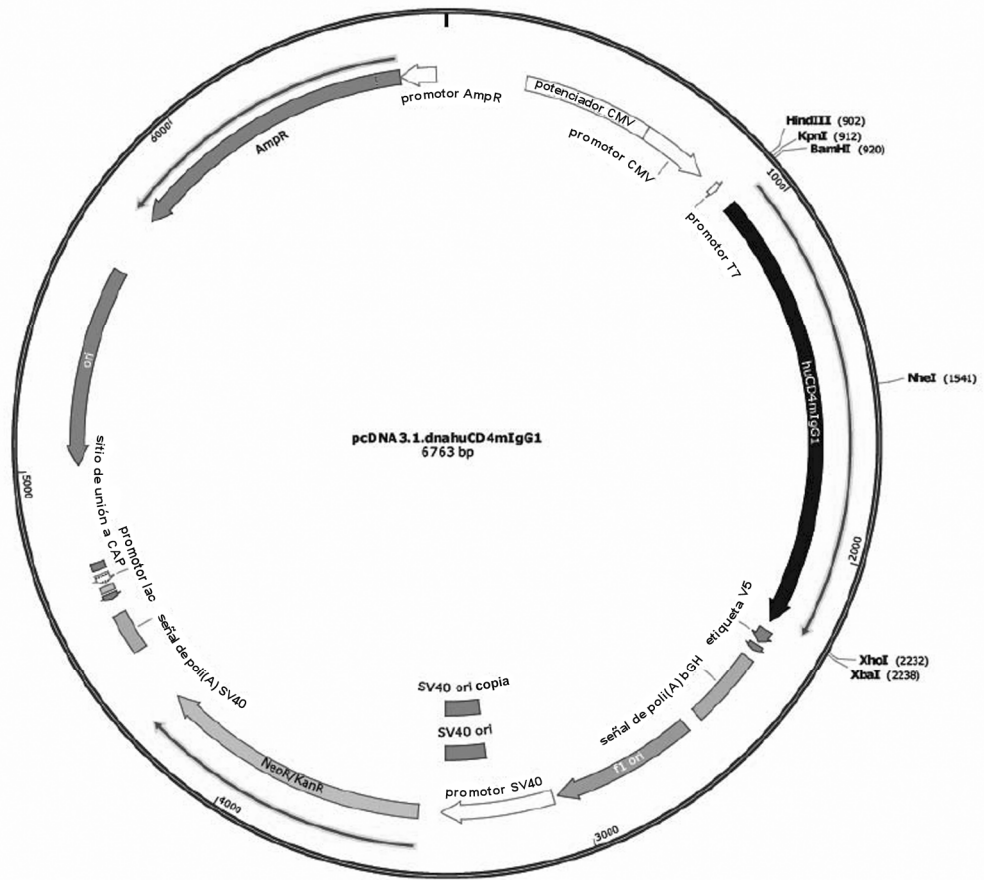 promotor AmpR
potenciador CMV
promotor CMV
HindIII (902)
KpnI (912)
BamHI (920)
1000
promotor T7
6000
AmpR
huCD4mIgG1
NheI (1541)
ori
pcDNA3.1.dnahuCD4mIgG1
6763 bp
5000
sitio de unión a CAP
promotor lac
señal de poli(A) SV40
2000
etiqueta V5
XhoI (2232)
XbaI (2238)
señal de poli(A) bGH
SV40 ori copia
SV40 ori
f1 ori
promotor SV40
NeoR/KanR
4000
3000